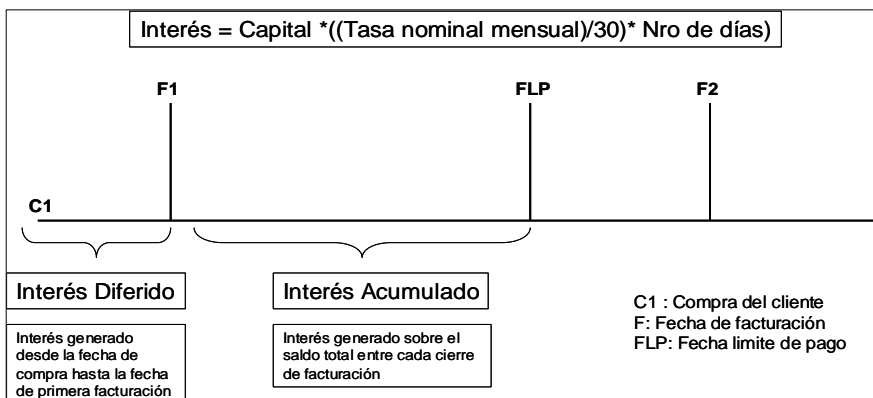 Interés = Capital *((Tasa nominal mensual)/30)* Nro de días)
F1
FLP
F2
C1
Interés Diferido
Interés generado
desde la fecha de
compra hasta la fecha
de primera facturación
Interés Acumulado
Interés generado sobre el
saldo total entre cada cierre
de facturación
C1 : Compra del cliente
F: Fecha de facturación
FLP: Fecha limite de pago